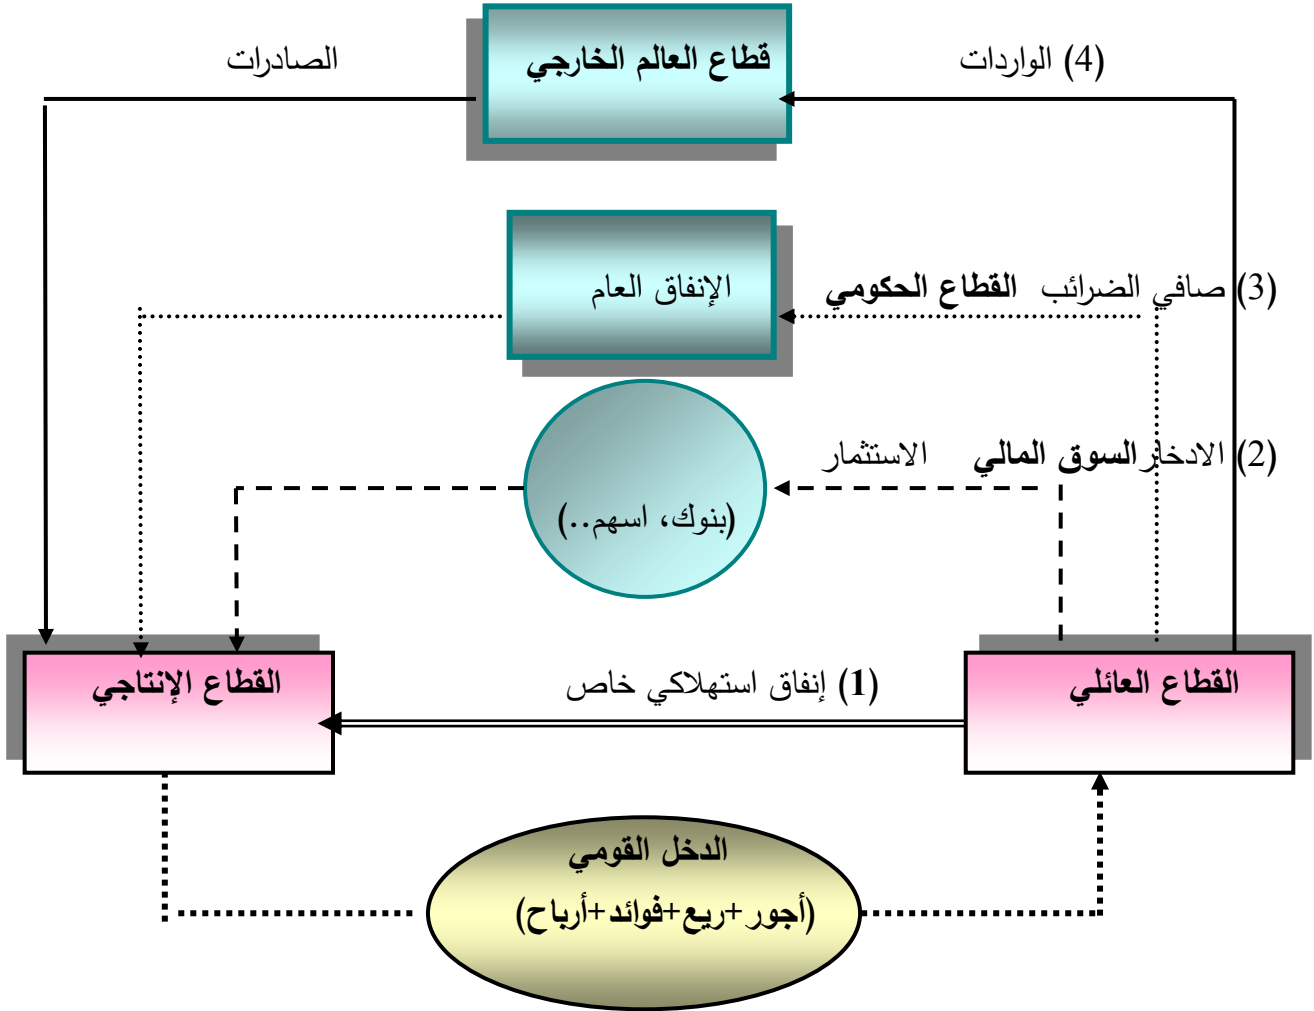 (4) الواردات
قطاع العالم الخارجي
الصادرات
(3) صافي الضرائب القطاع الحكومي
الإنفاق العام
(2) الادخار السوق المالي الاستثمار
(بنوك، اسهم..)
القطاع العائلي
(1) إنفاق استهلاكي خاص
القطاع الإنتاجي
الدخل القومي
(أجور+ريع+فوائد+أرباح)